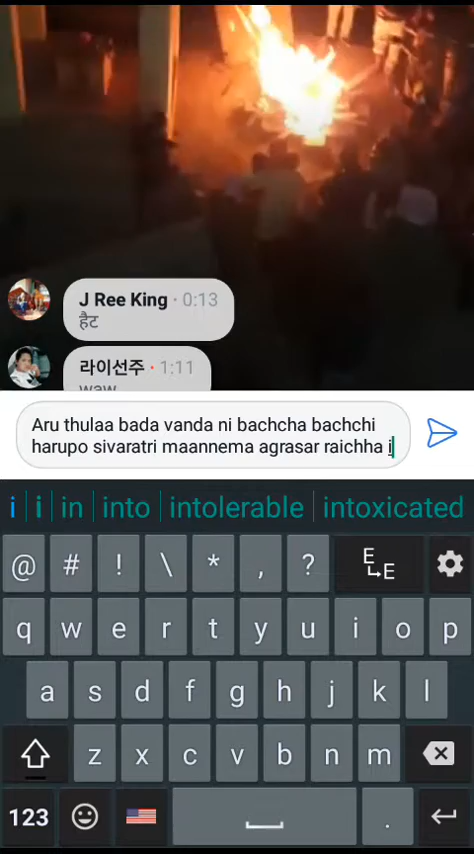 J Ree King · 0:13
हैट
라이선주 · 1:11
waw
Aru thulaa bada vanda ni bachcha bachchi
harupo sivaratri maannema agrasar raichha i
i i in into intolerable intoxicated
@ # ! \ * , ? E E
q w e r t y u i o p
a s d f g h j k l
z x c v b n m
123 .